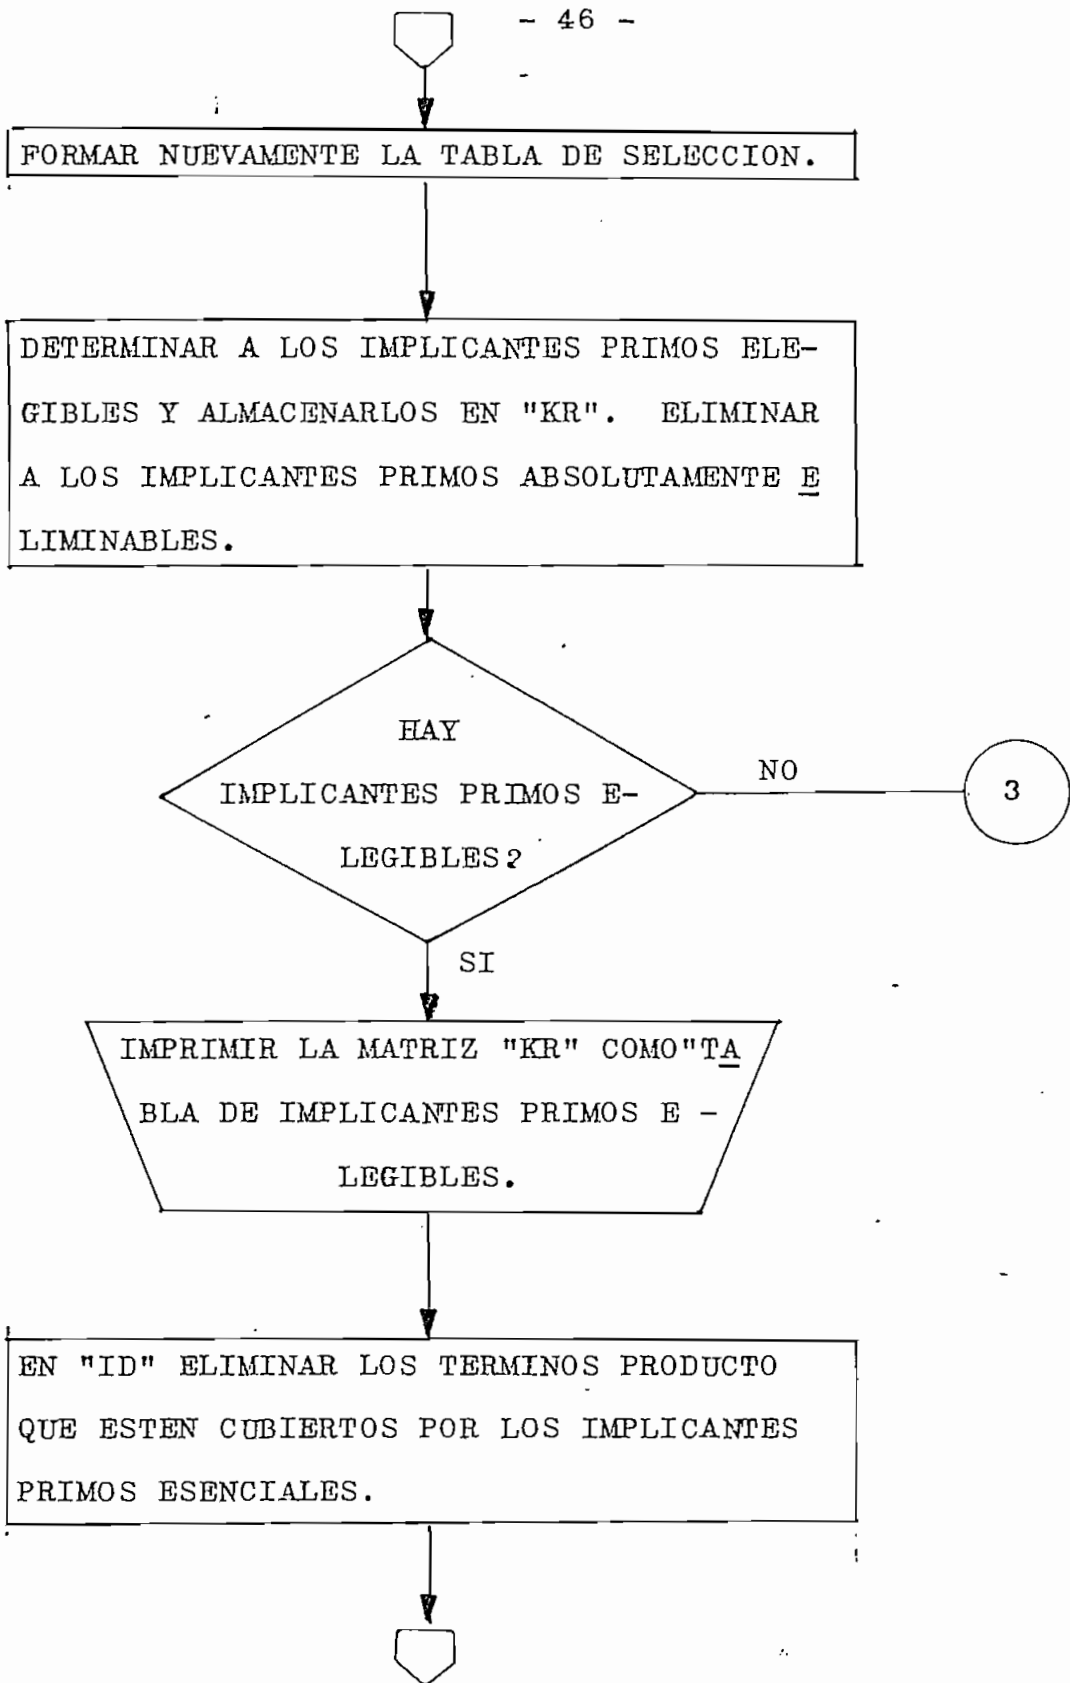 - 46 -
FORMAR NUEVAMENTE LA TABLA DE SELECCION.
DETERMINAR A LOS IMPLICANTES PRIMOS ELE-
GIBLES Y ALMACENARLOS EN "KR". ELIMINAR
A LOS IMPLICANTES PRIMOS ABSOLUTAMENTE E
LIMINABLES.
HAY
IMPLICANTES PRIMOS E-
LEGIBLES?
NO
3
SI
IMPRIMIR LA MATRIZ "KR" COMO"TA
BLA DE IMPLICANTES PRIMOS E -
LEGIBLES.
EN "ID" ELIMINAR LOS TERMINOS PRODUCTO
QUE ESTEN CUBIERTOS POR LOS IMPLICANTES
PRIMOS ESENCIALES.